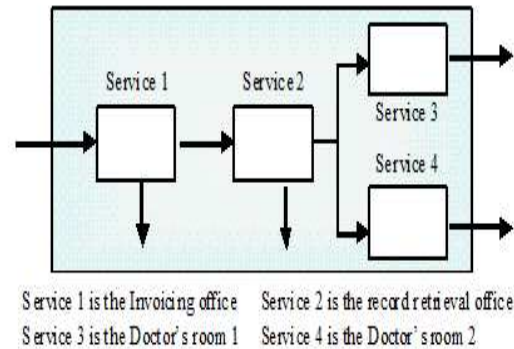 Service 1
Service 2
Service 3
Service 4
Service 1 is the Invoicing office Service 2 is the record retrieval office
Service 3 is the Doctor's room 1 Service 4 is the Doctor's room 2